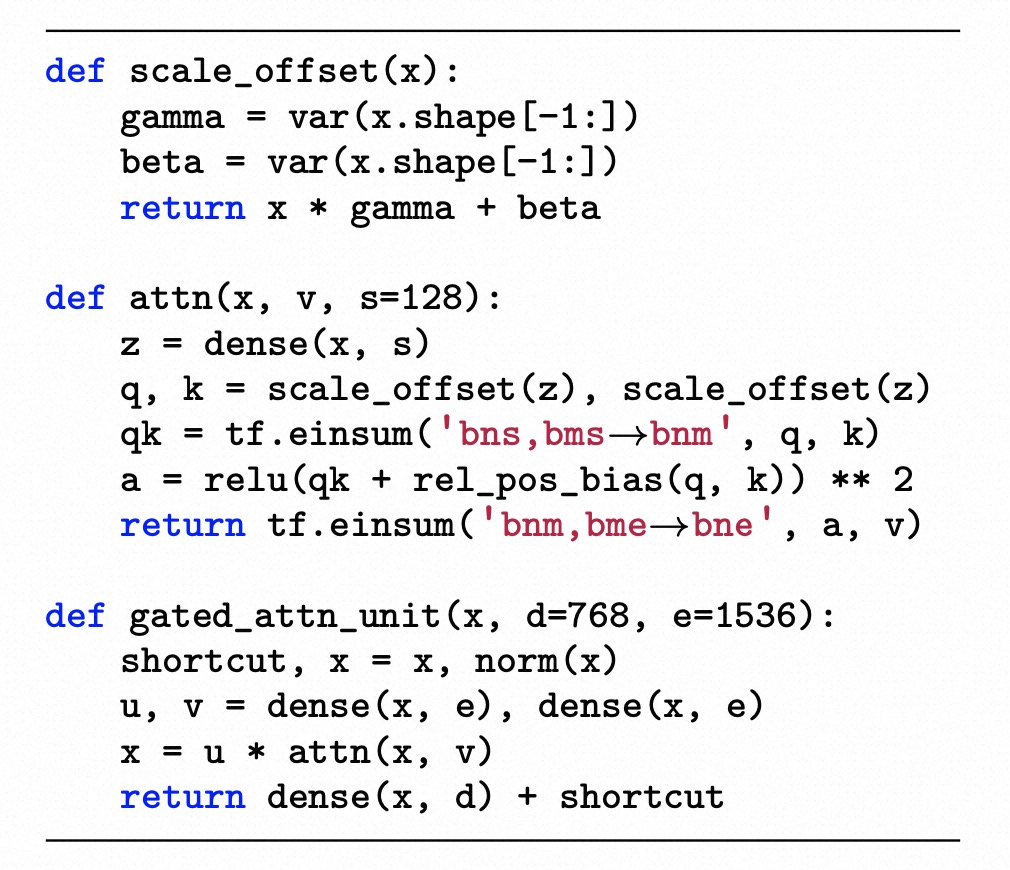 def scale_offset(x):
    gamma = var(x.shape[-1:])
    beta = var(x.shape[-1:])
    return x * gamma + beta

def attn(x, v, s=128):
    z = dense(x, s)
    q, k = scale_offset(z), scale_offset(z)
    qk = tf.einsum('bns,bms→bnm', q, k)
    a = relu(qk + rel_pos_bias(q, k)) ** 2
    return tf.einsum('bnm,bme→bne', a, v)

def gated_attn_unit(x, d=768, e=1536):
    shortcut, x = x, norm(x)
    u, v = dense(x, e), dense(x, e)
    x = u * attn(x, v)
    return dense(x, d) + shortcut